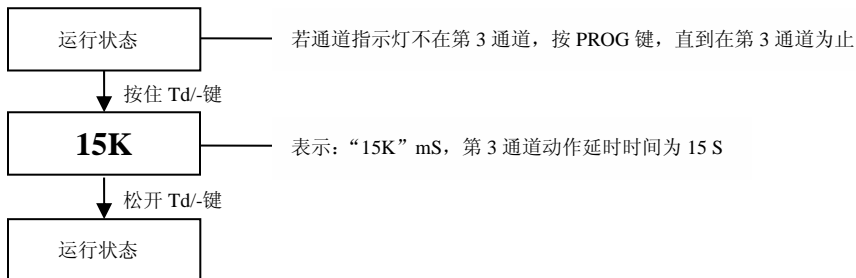 运行状态
若通道指示灯不在第 3 通道，按 PROG 键，直到在第 3 通道为止
按住 Td/-键
15K
表示：“15K”mS，第 3 通道动作延时时间为 15 S
松开 Td/-键
运行状态